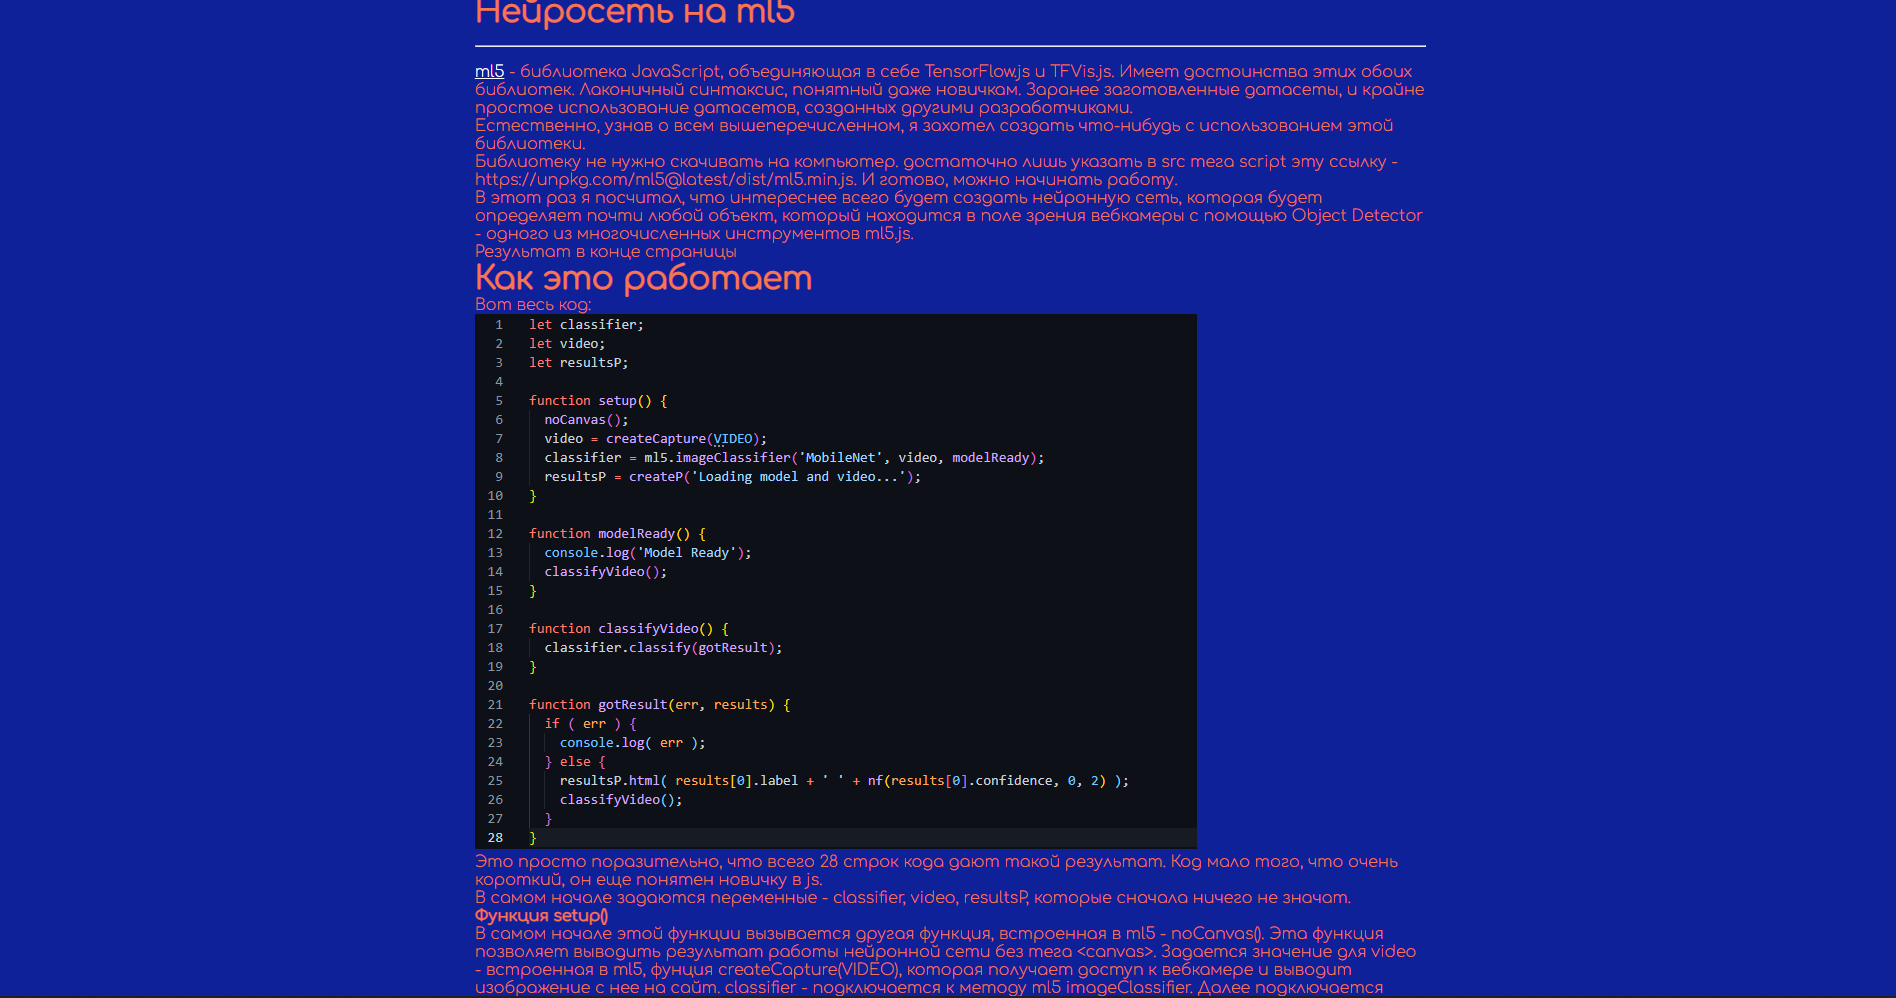 Нейросеть на ml5
ml5 - библиотека JavaScript, объединяющая в себе TensorFlow.js и TFVis.js. Имеет достоинства этих обоих
библиотек. Лаконичный синтаксис, понятный даже новичкам. Заранее заготовленные датасеты, и крайне
простое использование датасетов, созданных другими разработчиками.
Естественно, узнав о всем вышеперечисленном, я захотел создать что-нибудь с использованием этой
библиотеки.
Библиотеку не нужно скачивать на компьютер. достаточно лишь указать в src тега script эту ссылку -
https://unpkg.com/ml5@latest/dist/ml5.min.js. И готово, можно начинать работу.
В этот раз я посчитал, что интереснее всего будет создать нейронную сеть, которая будет
определяет почти любой объект, который находится в поле зрения вебкамеры с помощью Object Detector
- одного из многочисленных инструментов ml5.js.
Результат в конце страницы
Как это работает
Вот весь код:
1 let classifier;
2 let video;
3 let resultsP;
4
5 function setup() {
6 noCanvas();
7 video = createCapture(VIDEO);
8 classifier = ml5.imageClassifier('MobileNet', video, modelReady);
9 resultsP = createP('Loading model and video...');
10 }
11
12 function modelReady() {
13 console.log('Model Ready');
14 classifyVideo();
15 }
16
17 function classifyVideo() {
18 classifier.classify(gotResult);
19 }
20
21 function gotResult(err, results) {
22 if ( err ) {
23 console.log( err );
24 } else {
25 resultsP.html( results[0].label + ' ' + nf(results[0].confidence, 0, 2) );
26 classifyVideo();
27 }
28 }
Это просто поразительно, что всего 28 строк кода дают такой результат. Код мало того, что очень
короткий, он еще понятен новичку в js.
В самом начале задаются переменные - classifier, video, resultsP, которые сначала ничего не значат.
Функция setup()
В самом начале этой функции вызывается другая функция, встроенная в ml5 - noCanvas(). Эта функция
позволяет выводить результат работы нейронной сети без тега <canvas>. Задается значение для video
- встроенная в ml5, фунция createCapture(VIDEO), которая получает доступ к вебкамере и выводит
изображение с нее на сайт. classifier - подключается к методу ml5 imageClassifier. Далее подключается